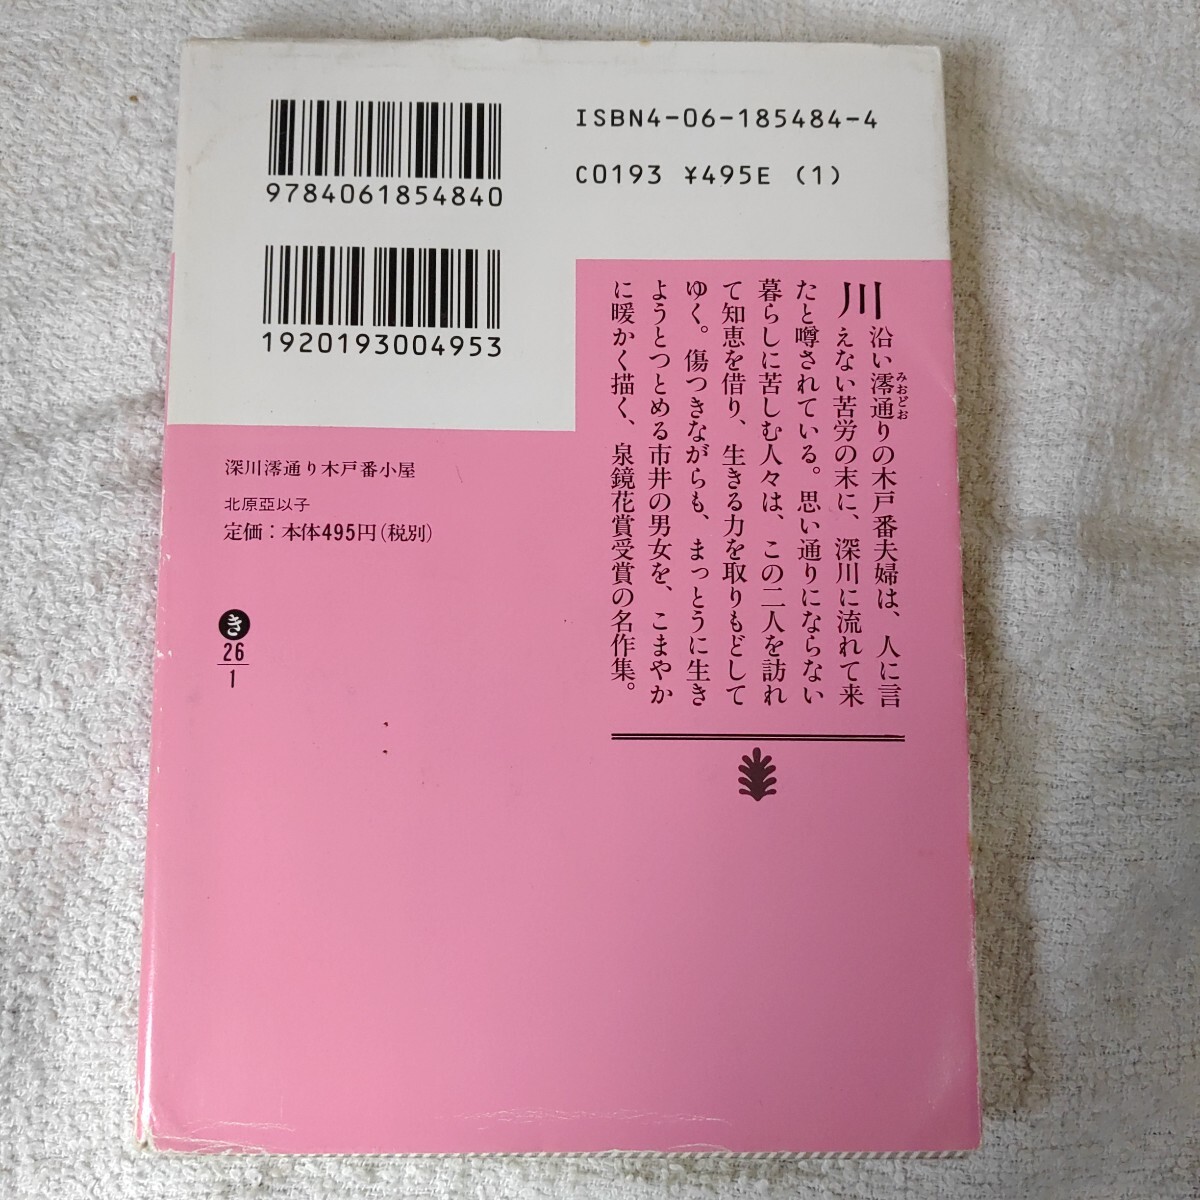 9784061854840
1920193004953
ISBN4-06-185484-4
C0193 ¥495E (1)
川沿い澪通りの木戸番夫婦は、人に言
みおどお
えない苦労の末に、深川に流れて来
たと噂されている。思い通りにならない
暮らしに苦しむ人々は、この二人を訪れ
て知恵を借り、生きる力を取りもどして
ゆく。傷つきながらも、まっとうに生き
ようとつとめる市井の男女を、こまやか
に暖かく描く、泉鏡花賞受賞の名作集。
深川澪通り木戸番小屋
北原亞以子
定価：本体495円(税別)
き
26
1